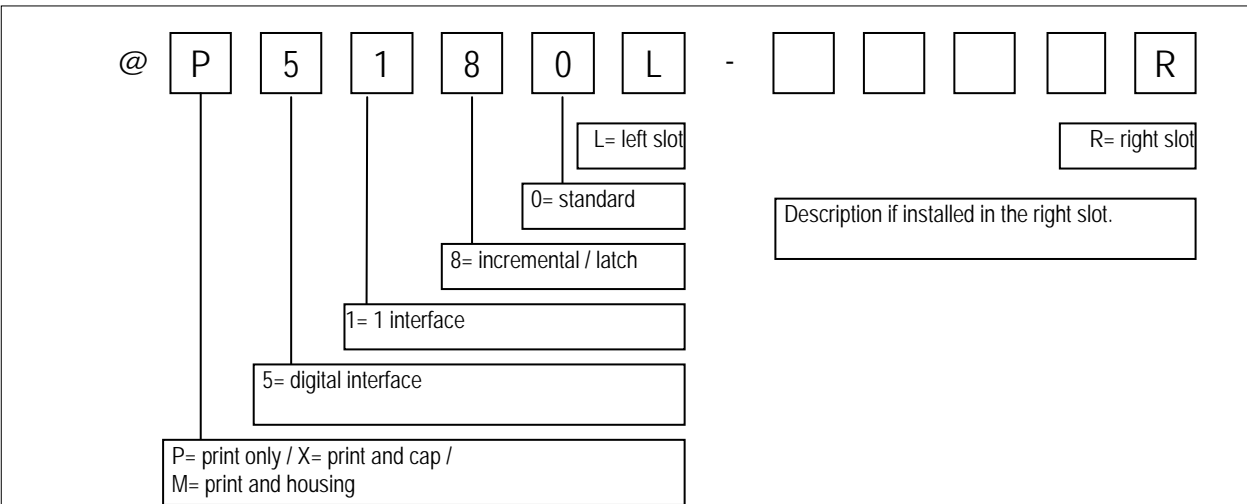 @ P 5 1 8 0 L - R
L= left slot
R= right slot
0= standard
Description if installed in the right slot.
8= incremental / latch
1= 1 interface
5= digital interface
P= print only / X= print and cap /
M= print and housing